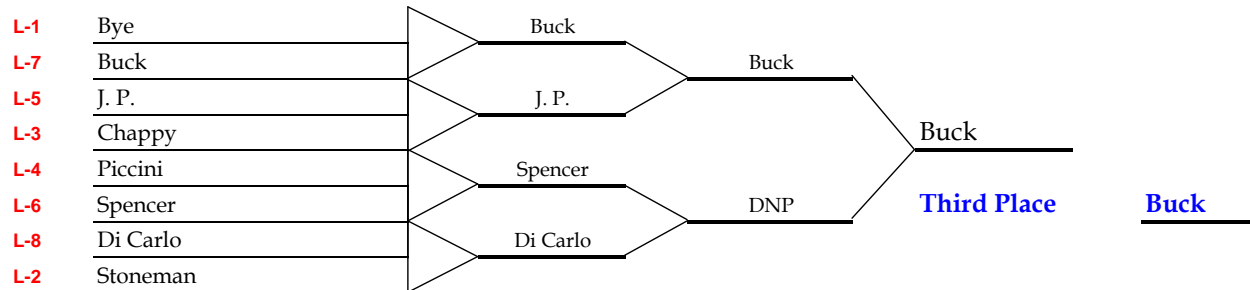 L-1 Bye Buck
L-7 Buck Buck
L-5 J. P. J. P.
L-3 Chappy Buck
L-4 Piccini Spencer
L-6 Spencer DNP Third Place Buck
L-8 Di Carlo Di Carlo
L-2 Stoneman